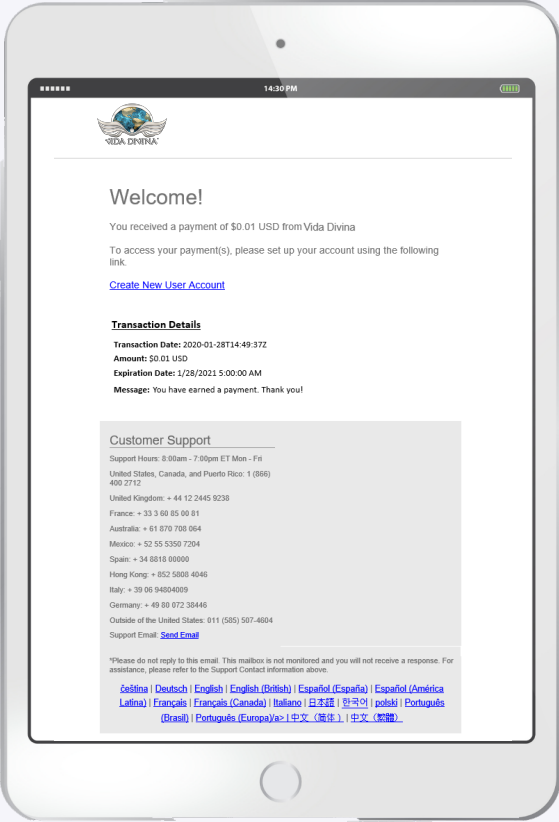 14:30 PM
VIDA DIVINA
Welcome!
You received a payment of $0.01 USD from Vida Divina
To access your payment(s), please set up your account using the following
link.
Create New User Account
Transaction Details
Transaction Date: 2020-01-28T14:49:37Z
Amount: $0.01 USD
Expiration Date: 1/28/2021 5:00:00 AM
Message: You have earned a payment. Thank you!
Customer Support
Support Hours: 8:00am - 7:00pm ET Mon - Fri
United States, Canada, and Puerto Rico: 1 (866)
400 2712
United Kingdom: + 44 12 2445 9238
France: + 33 3 60 85 00 81
Australia: + 61 870 708 064
Mexico: + 52 55 5350 7204
Spain: + 34 8818 00000
Hong Kong: + 852 5808 4046
Italy: + 39 06 94804009
Germany: + 49 80 072 38446
Outside of the United States: 011 (585) 507-4604
Support Email: Send Email
*Please do not reply to this email. This mailbox is not monitored and you will not receive a response. For
assistance, please refer to the Support Contact information above.
čeština | Deutsch | English | English (British) | Español (España) | Español (América
Latina) | Français | Français (Canada) | Italiano | 日本語 | 한국어 | polski | Português
(Brasil) | Português (Europa)/a> | 中文（简体 ) | 中文（繁體）